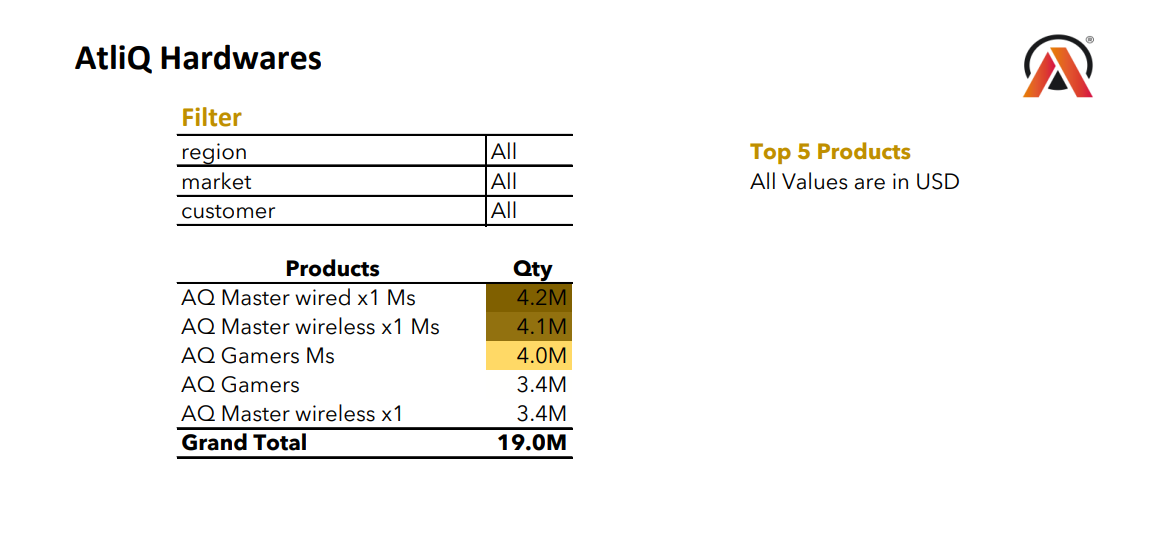 AtliQ Hardwares
®
Filter
region All
market All
customer All
Top 5 Products
All Values are in USD
Products Qty
AQ Master wired x1 Ms 4.2M
AQ Master wireless x1 Ms 4.1M
AQ Gamers Ms 4.0M
AQ Gamers 3.4M
AQ Master wireless x1 3.4M
Grand Total 19.0M